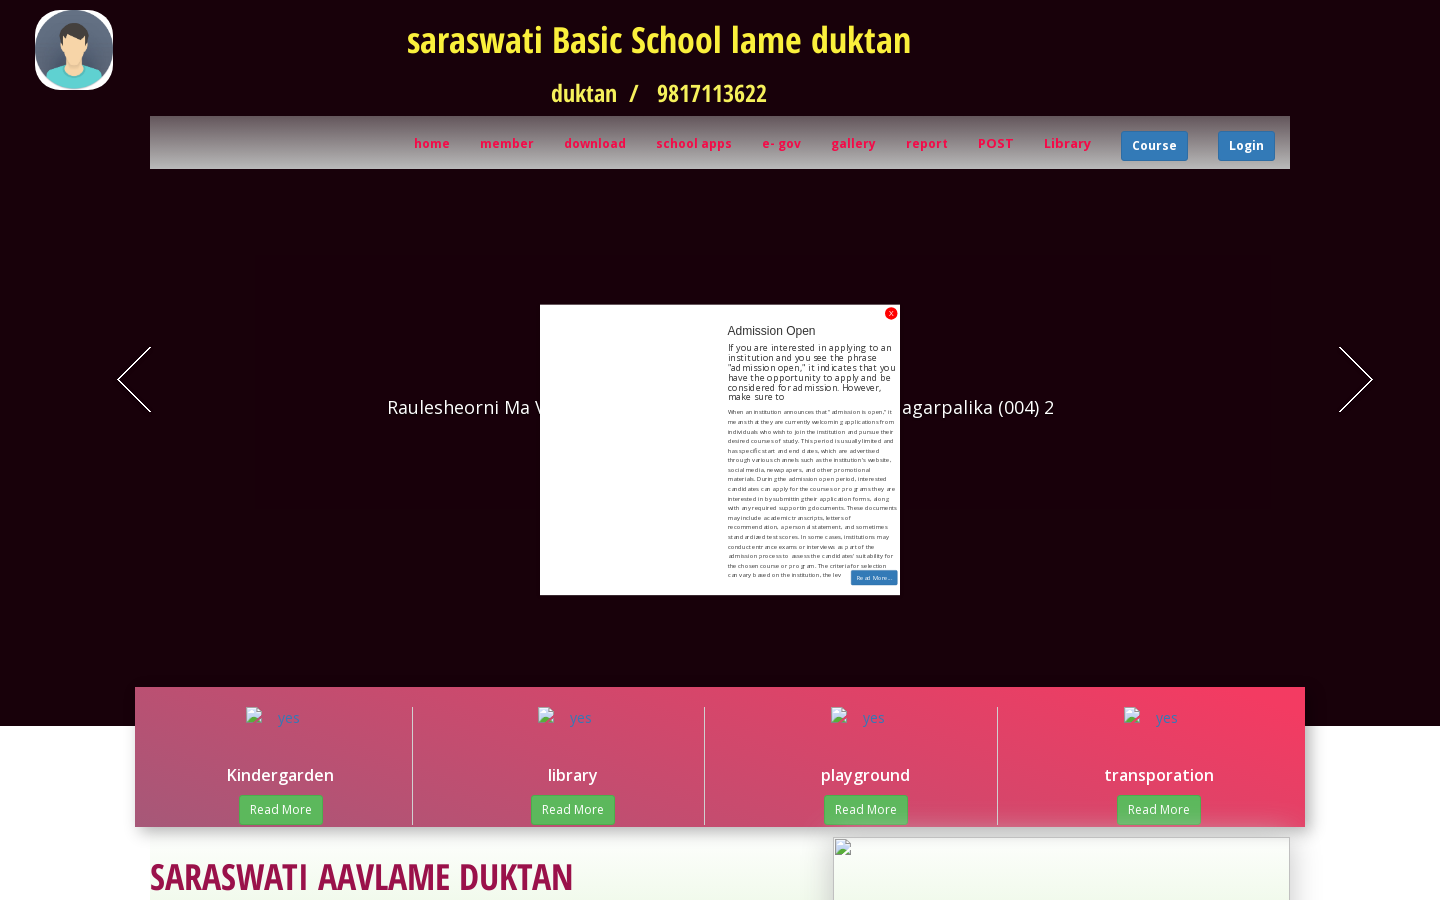 saraswati Basic School lame duktan
duktan / 9817113622
home member download school apps e- gov gallery report POST Library Course Login
X
Admission Open
If you are interested in applying to an
institution and you see the phrase
"admission open," it indicates that you
have the opportunity to apply and be
considered for admission. However,
make sure to
Raulesheorni Ma V
agarpalika (004) 2
When an institution announces that "admission is open," it
means that they are currently welcoming applications from
individuals who wish to join the institution and pursue their
desired courses of study. This period is usually limited and
has specific start and end dates, which are advertised
through various channels such as the institution's website,
social media, newspapers, and other promotional
materials. During the admission open period, interested
candidates can apply for the courses or programs they are
interested in by submitting their application forms, along
with any required supporting documents. These documents
may include academic transcripts, letters of
recommendation, a personal statement, and sometimes
standardized test scores. In some cases, institutions may
conduct entrance exams or interviews as part of the
admission process to assess the candidates' suitability for
the chosen course or program. The criteria for selection
can vary based on the institution, the lev
Read More...
yes yes yes yes
Kindergarden library playground transporation
Read More Read More Read More Read More
SARASWATI AAVLAME DUKTAN